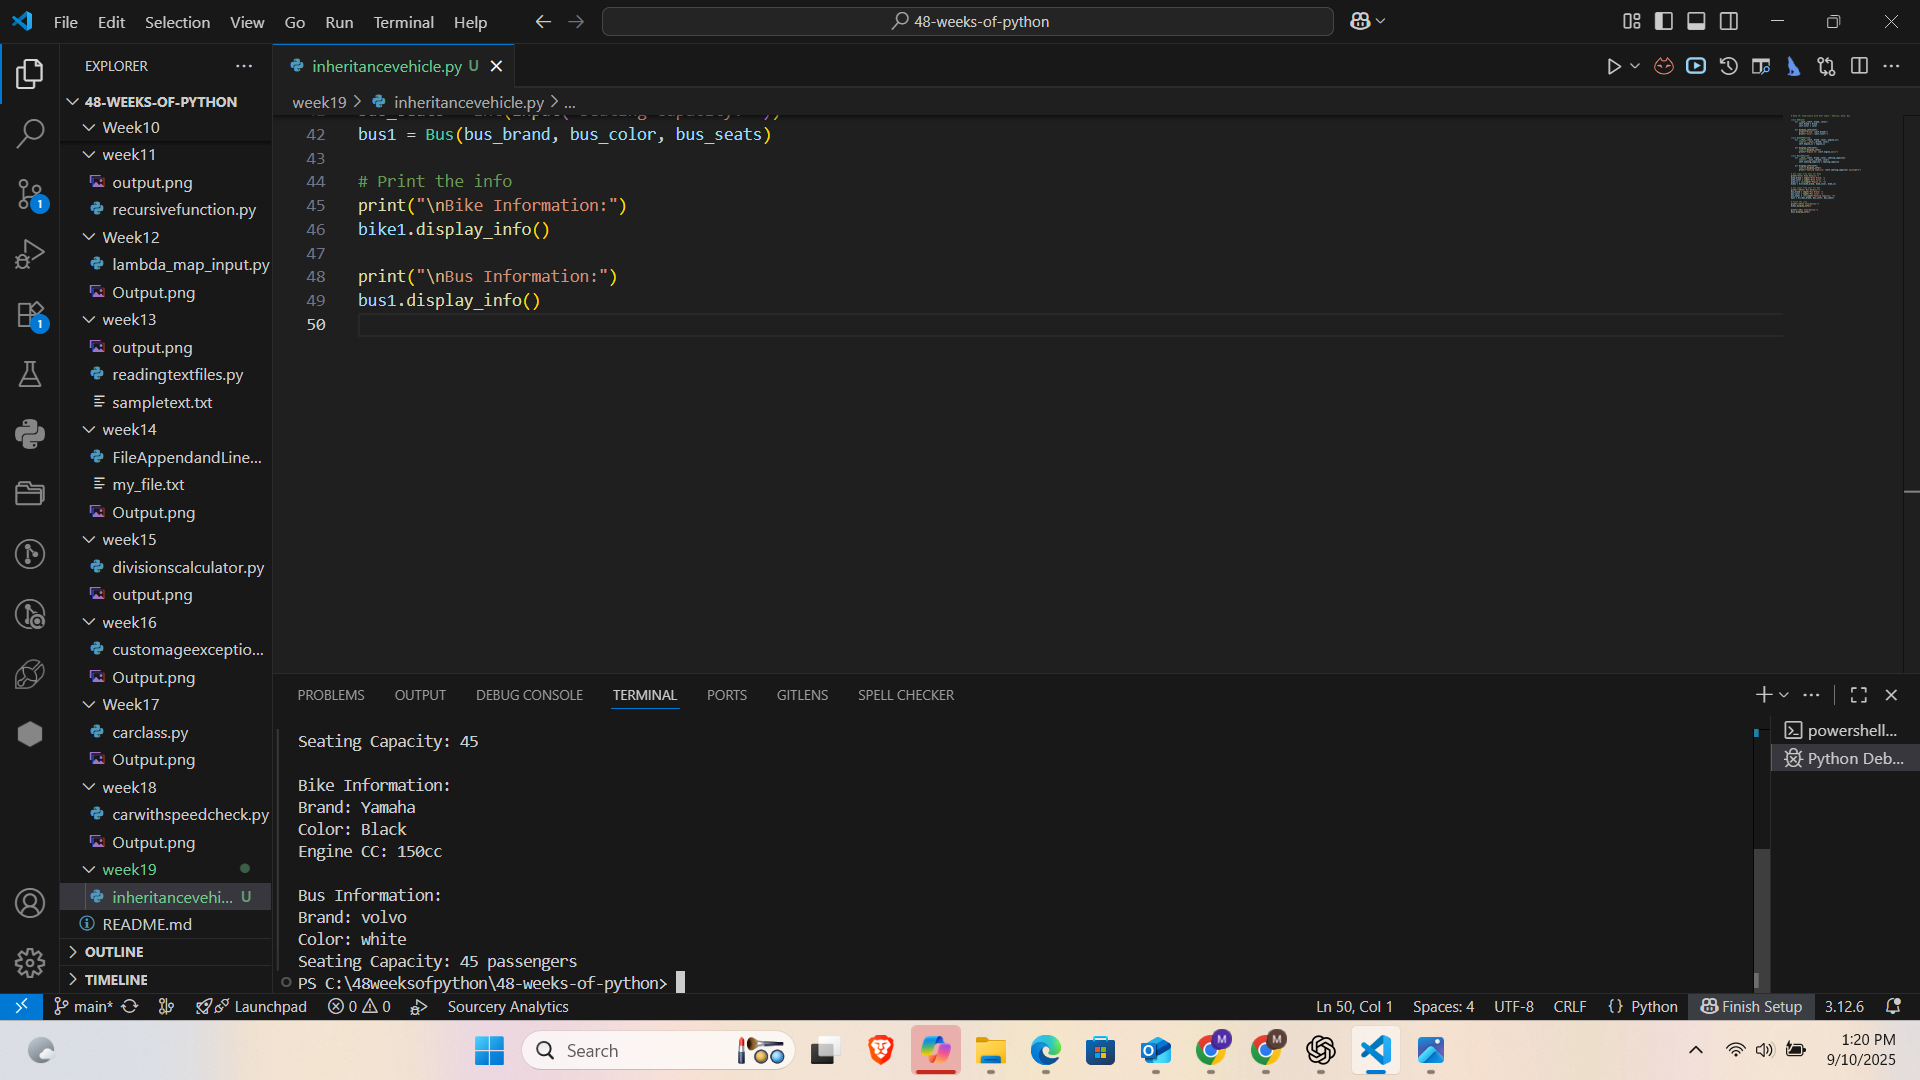 File Edit Selection View Go Run Terminal Help
48-weeks-of-python
EXPLORER
48-WEEKS-OF-PYTHON
Week10
week11
output.png
recursivefunction.py
Week12
lambda_map_input.py
Output.png
week13
output.png
readingtextfiles.py
sampletext.txt
week14
FileAppendandLine...
my_file.txt
Output.png
week15
divisionscalculator.py
output.png
week16
customageexceptio...
Output.png
Week17
carclass.py
Output.png
week18
carwithspeedcheck.py
Output.png
week19
inheritancevehi... U
README.md
OUTLINE
TIMELINE
inheritancevehicle.py U
week19 > inheritancevehicle.py > ...
42 bus1 = Bus(bus_brand, bus_color, bus_seats)
43
44 # Print the info
45 print("\nBike Information:")
46 bike1.display_info()
47
48 print("\nBus Information:")
49 bus1.display_info()
50
PROBLEMS OUTPUT DEBUG CONSOLE TERMINAL PORTS GITLENS SPELL CHECKER
Seating Capacity: 45
Bike Information:
Brand: Yamaha
Color: Black
Engine CC: 150cc
Bus Information:
Brand: volvo
Color: white
Seating Capacity: 45 passengers
PS C:\48weeksofpython\48-weeks-of-python>
powershell...
Python Deb...
main* Launchpad 0 0 Sourcery Analytics
Ln 50, Col 1 Spaces: 4 UTF-8 CRLF {} Python Finish Setup 3.12.6
Search
1:20 PM
9/10/2025